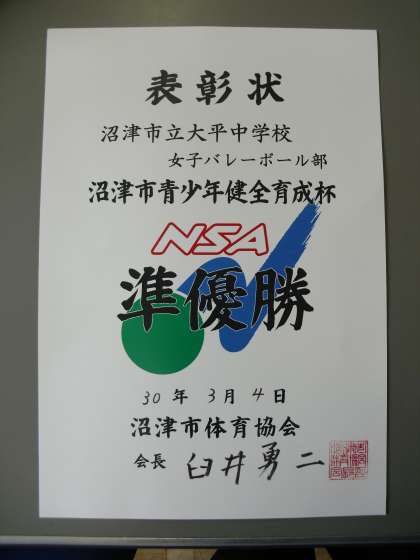 表彰状
沼津市立大平中学校
女子バレーボール部
沼津市青少年健全育成杯
NSA
準優勝
30年3月4日
沼津市体育協会
会長 臼井勇二